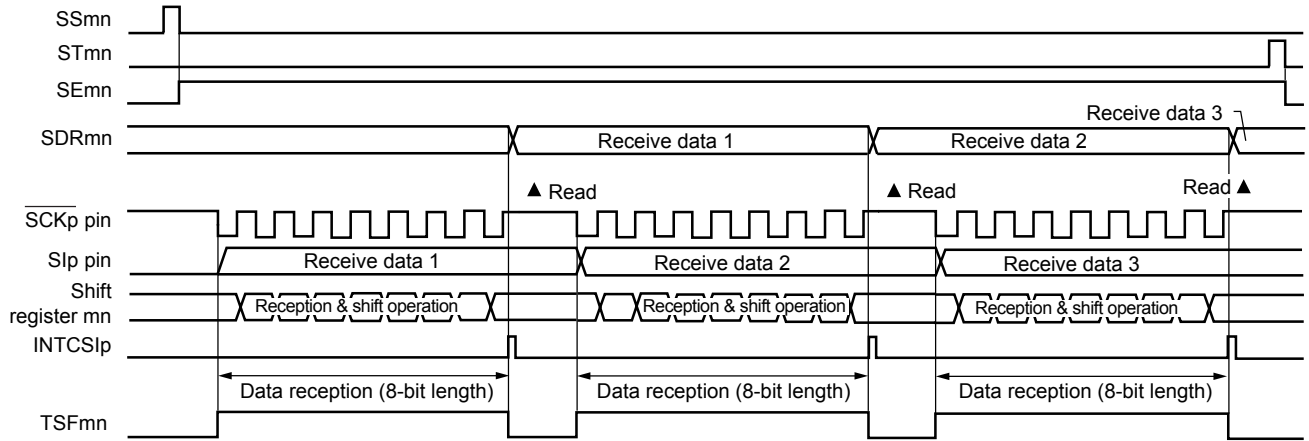 SSmn
STmn
SEmn
Receive data 3
SDRmn
Receive data 1
Receive data 2
▲ Read
▲ Read
Read ▲
SCKp pin
SIp pin
Receive data 1
Receive data 2
Receive data 3
Shift
register mn
Reception & shift operation
Reception & shift operation
Reception & shift operation
INTCSIp
Data reception (8-bit length)
Data reception (8-bit length)
Data reception (8-bit length)
TSFmn